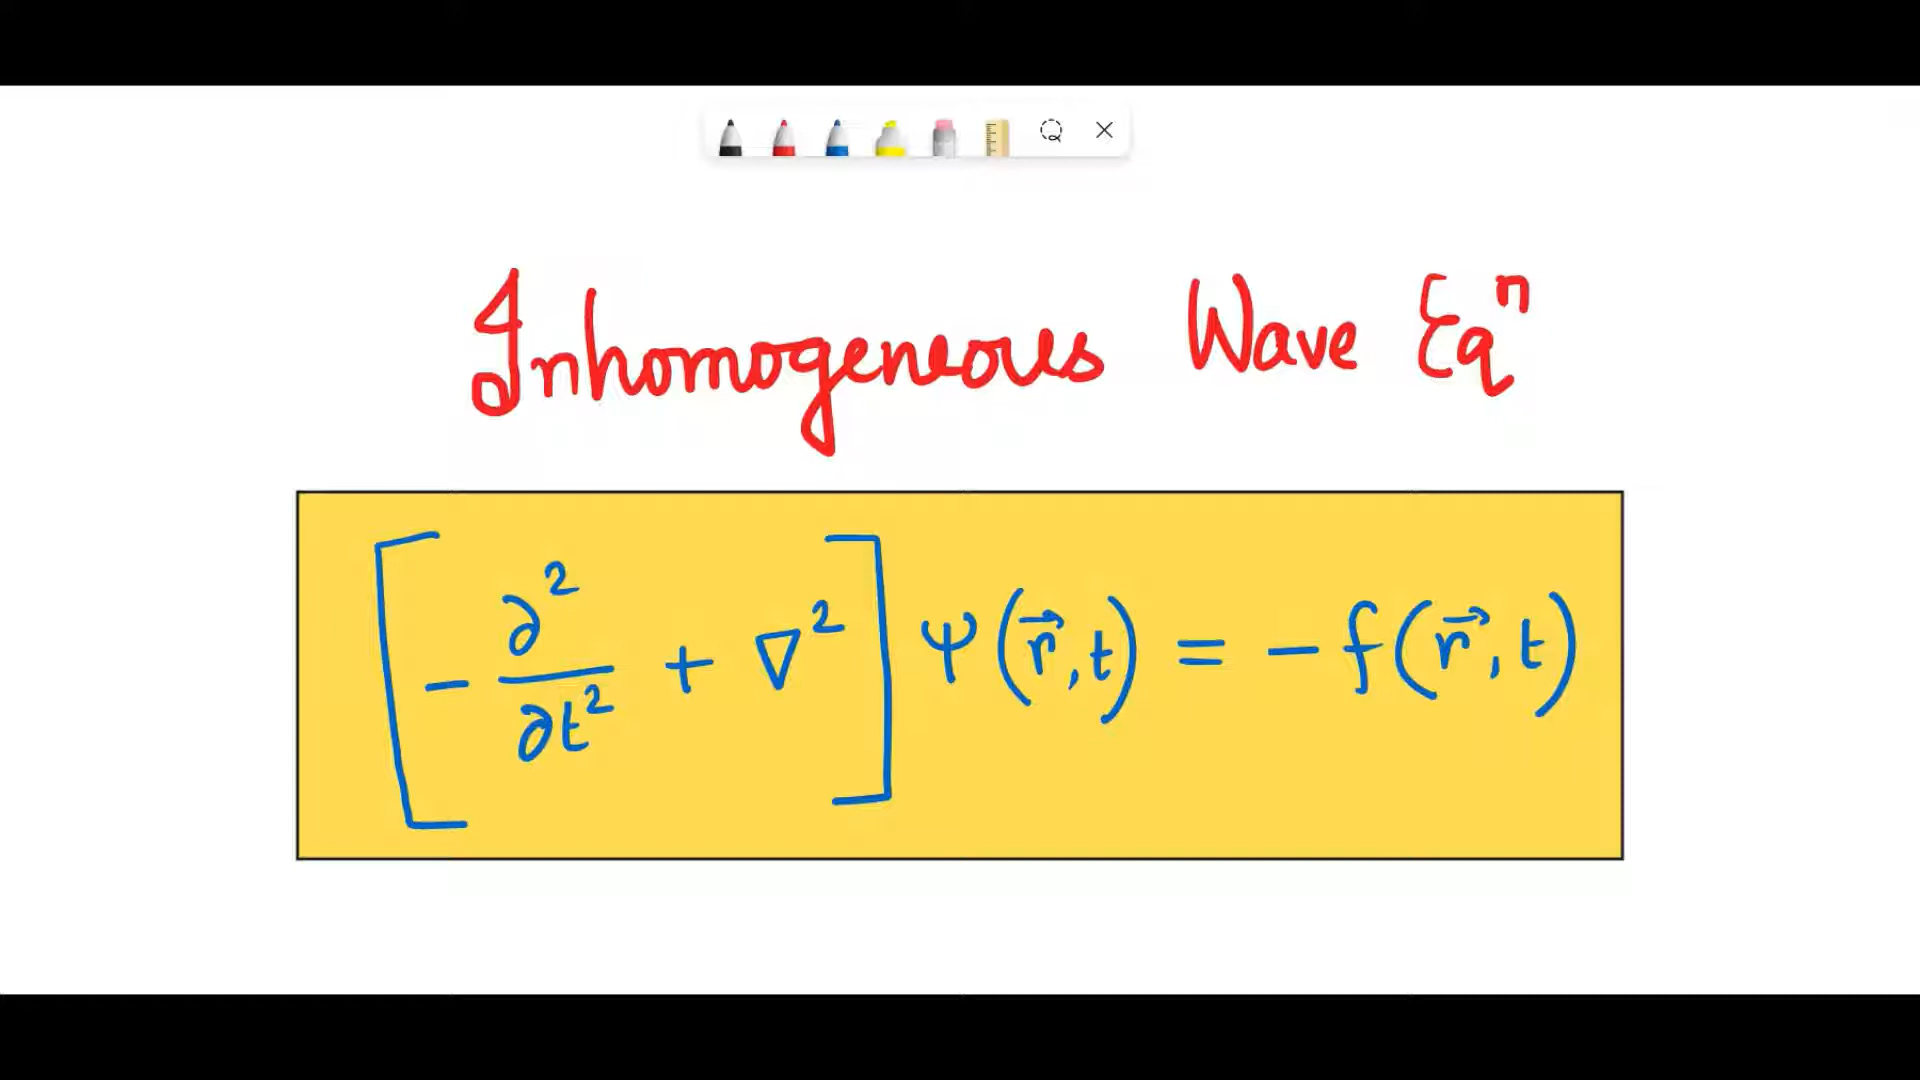 Inhomogeneous Wave Eqⁿ
[-∂²/∂t² + ∇²] Ψ(r⃗,t) = -f(r⃗,t)